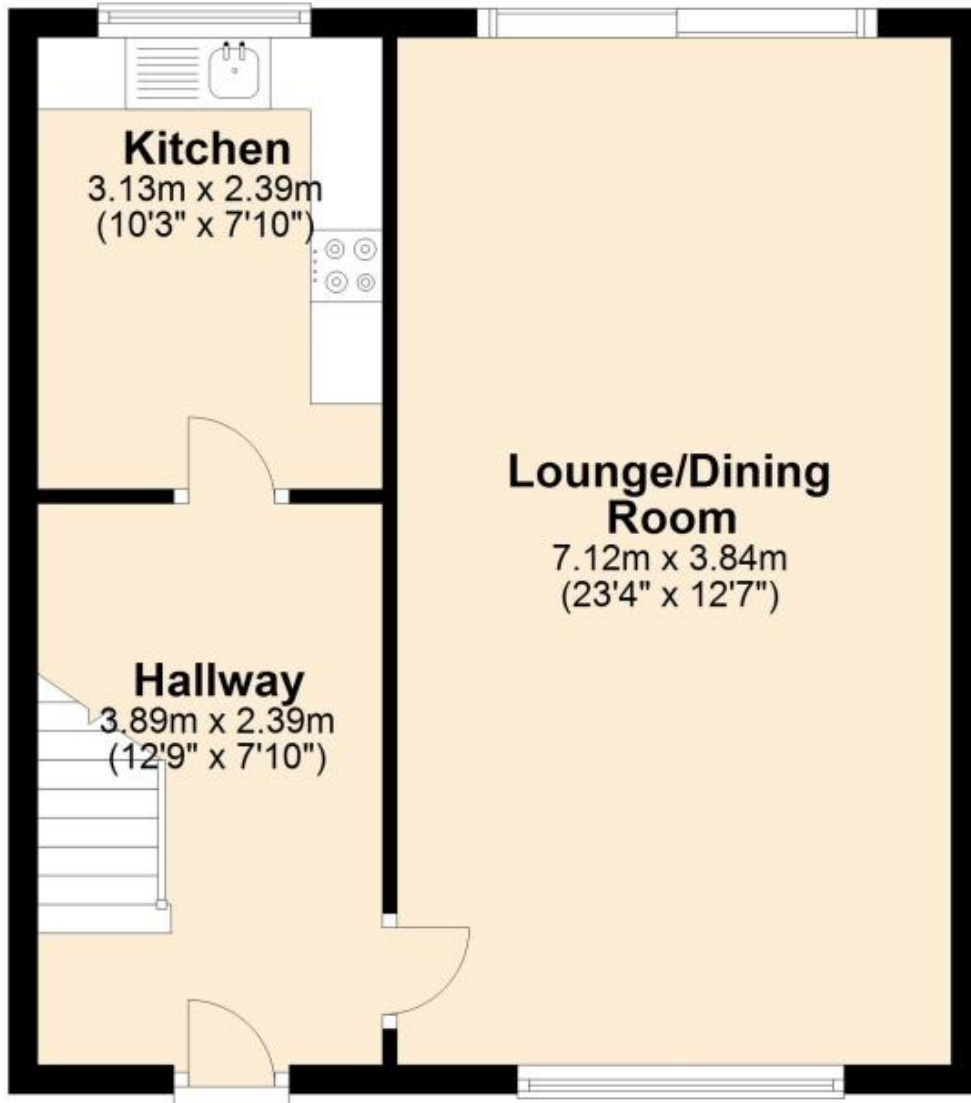 Kitchen
3.13m x 2.39m
(10'3" x 7'10")
Lounge/Dining
Room
7.12m x 3.84m
(23'4" x 12'7")
Hallway
3.89m x 2.39m
(12'9" x 7'10")